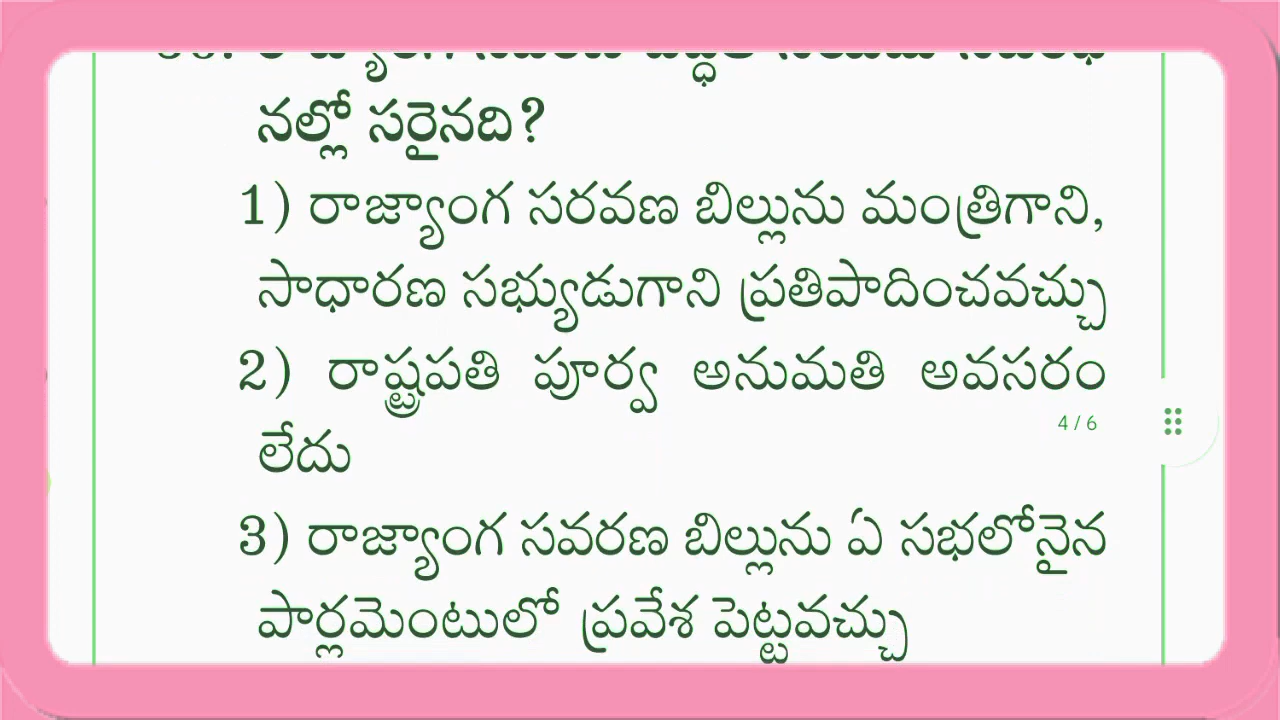 నల్లో సరైనది?
1) రాజ్యాంగ సరవణ బిల్లును మంత్రిగాని,
సాధారణ సభ్యుడుగాని ప్రతిపాదించవచ్చు
2) రాష్ట్రపతి పూర్వ అనుమతి అవసరం
4 / 6
లేదు
3) రాజ్యాంగ సవరణ బిల్లును ఏ సభలోనైన
పార్లమెంటులో ప్రవేశ పెట్టవచ్చు